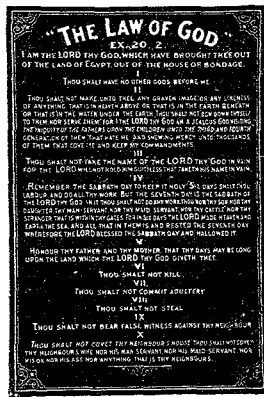 "THE LAW OF GOD"
EX. 20. 2.
I AM THE LORD THY GOD, WHICH HAVE BROUGHT THEE OUT
OF THE LAND OF EGYPT, OUT OF THE HOUSE OF BONDAGE.
I
THOU SHALT HAVE NO OTHER GODS BEFORE ME.
II
THOU SHALT NOT MAKE UNTO THEE ANY GRAVEN IMAGE OR ANY LIKENESS
OF ANYTHING THAT IS IN HEAVEN ABOVE OR THAT IS IN THE EARTH BENEATH
OR THAT IS IN THE WATER UNDER THE EARTH. THOU SHALT NOT BOW DOWN THYSELF
TO THEM NOR SERVE THEM: FOR I THE LORD THY GOD AM A JEALOUS GOD VISITING
THE INIQUITY OF THE FATHERS UPON THE CHILDREN UNTO THE THIRD AND FOURTH
GENERATION OF THEM THAT HATE ME AND SHEWING MERCY UNTO THOUSANDS
OF THEM THAT LOVE ME AND KEEP MY COMMANDMENTS.
III
THOU SHALT NOT TAKE THE NAME OF THE LORD THY GOD IN VAIN
FOR THE LORD WILL NOT HOLD HIM GUILTLESS THAT TAKETH HIS NAME IN VAIN.
IV
REMEMBER THE SABBATH DAY TO KEEP IT HOLY. SIX DAYS SHALT THOU
LABOUR AND DO ALL THY WORK. BUT THE SEVENTH DAY IS THE SABBATH OF
THE LORD THY GOD IN IT THOU SHALT NOT DO ANY WORK, THOU NOR THY SON NOR THY
DAUGHTER THY MAN-SERVANT, NOR THY MAID SERVANT, NOR THY CATTLE NOR THY
STRANGER THAT IS WITHIN THY GATES. FOR IN SIX DAYS THE LORD MADE HEAVEN AND
EARTH THE SEA, AND ALL THAT IN THEM IS AND RESTED THE SEVENTH DAY
WHEREFORE THE LORD BLESSED THE SABBATH DAY AND HALLOWED IT.
V
HONOUR THY FATHER AND THY MOTHER, THAT THY DAYS MAY BE LONG
UPON THE LAND WHICH THE LORD THY GOD GIVETH THEE.
VI
THOU SHALT NOT KILL.
VII.
THOU SHALT NOT COMMIT ADULTERY
VIII
THOU SHALT NOT STEAL
IX
THOU SHALT NOT BEAR FALSE WITNESS AGAINST THY NEIGHBOUR
X
THOU SHALT NOT COVET THY NEIGHBOUR'S HOUSE THOU SHALT NOT COVET
THY NEIGHBOURS WIFE NOR HIS MAN SERVANT, NOR HIS MAID SERVANT, NOR
HIS OX NOR HIS ASS NOR ANYTHING THAT IS THY NEIGHBOURS.